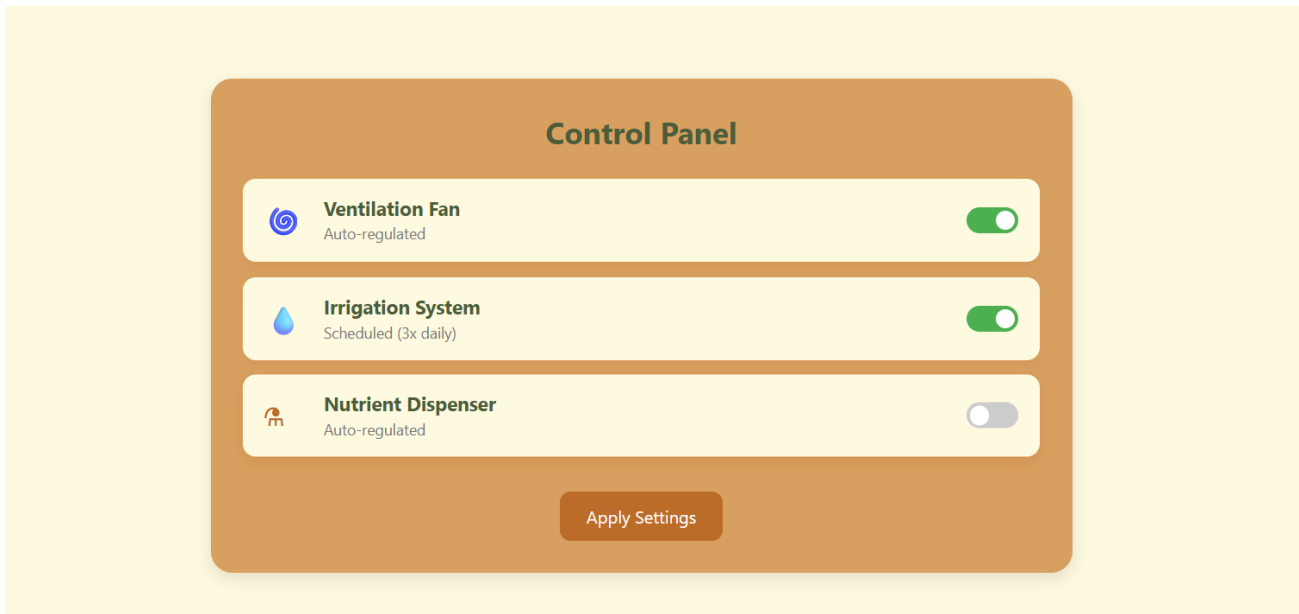 Control Panel
Ventilation Fan
Auto-regulated
Irrigation System
Scheduled (3x daily)
Nutrient Dispenser
Auto-regulated
Apply Settings